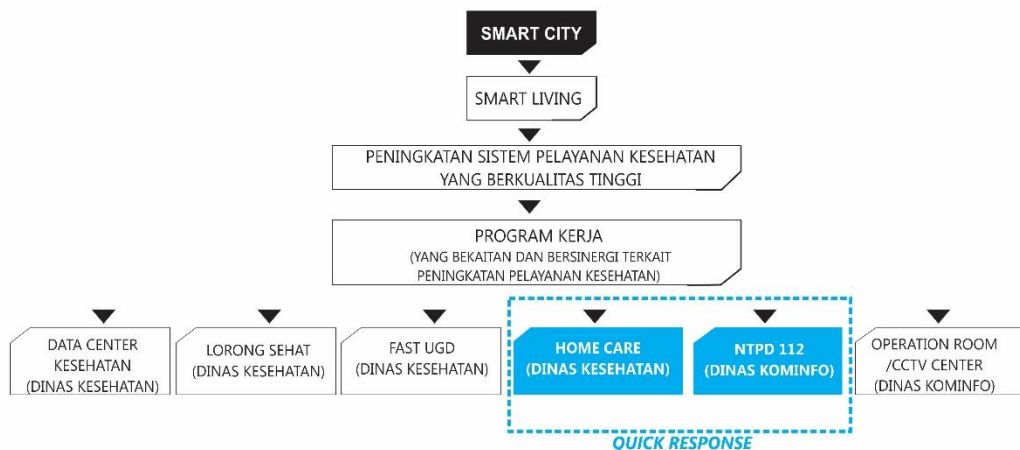 SMART CITY
SMART LIVING
PENINGKATAN SISTEM PELAYANAN KESEHATAN
YANG BERKUALITAS TINGGI
PROGRAM KERJA
(YANG BEKAITAN DAN BERSINERGI TERKAIT
PENINGKATAN PELAYANAN KESEHATAN)
DATA CENTER
KESEHATAN
(DINAS KESEHATAN)
LORONG SEHAT
(DINAS KESEHATAN)
FAST UGD
(DINAS KESEHATAN)
HOME CARE
(DINAS KESEHATAN)
NTPD 112
(DINAS KOMINFO)
OPERATION ROOM
/CCTV CENTER
(DINAS KOMINFO)
QUICK RESPONSE